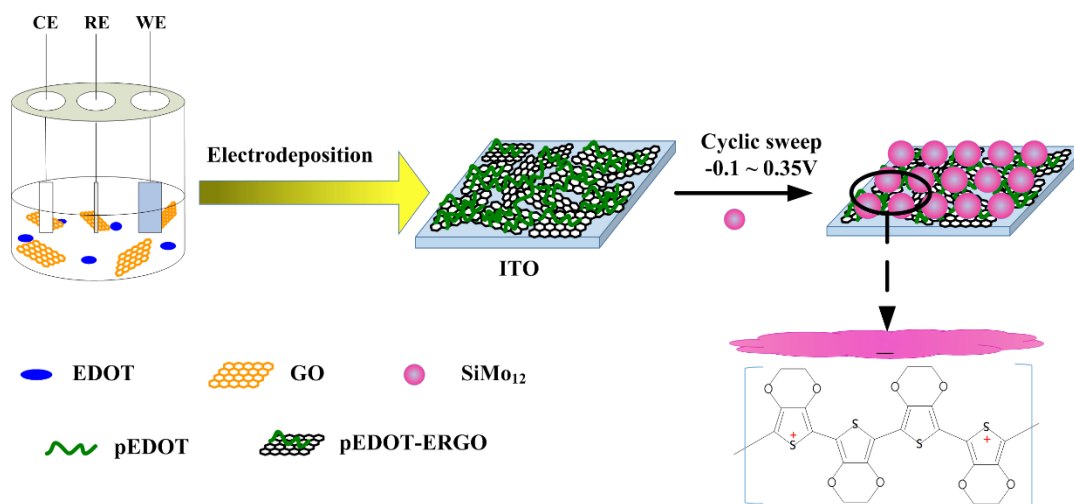 CE RE WE
Electrodeposition
Cyclic sweep
-0.1 ~ 0.35V
ITO
EDOT
GO
SiMo₁₂
pEDOT
pEDOT-ERGO
O O O O
S + S S S +
O O O O